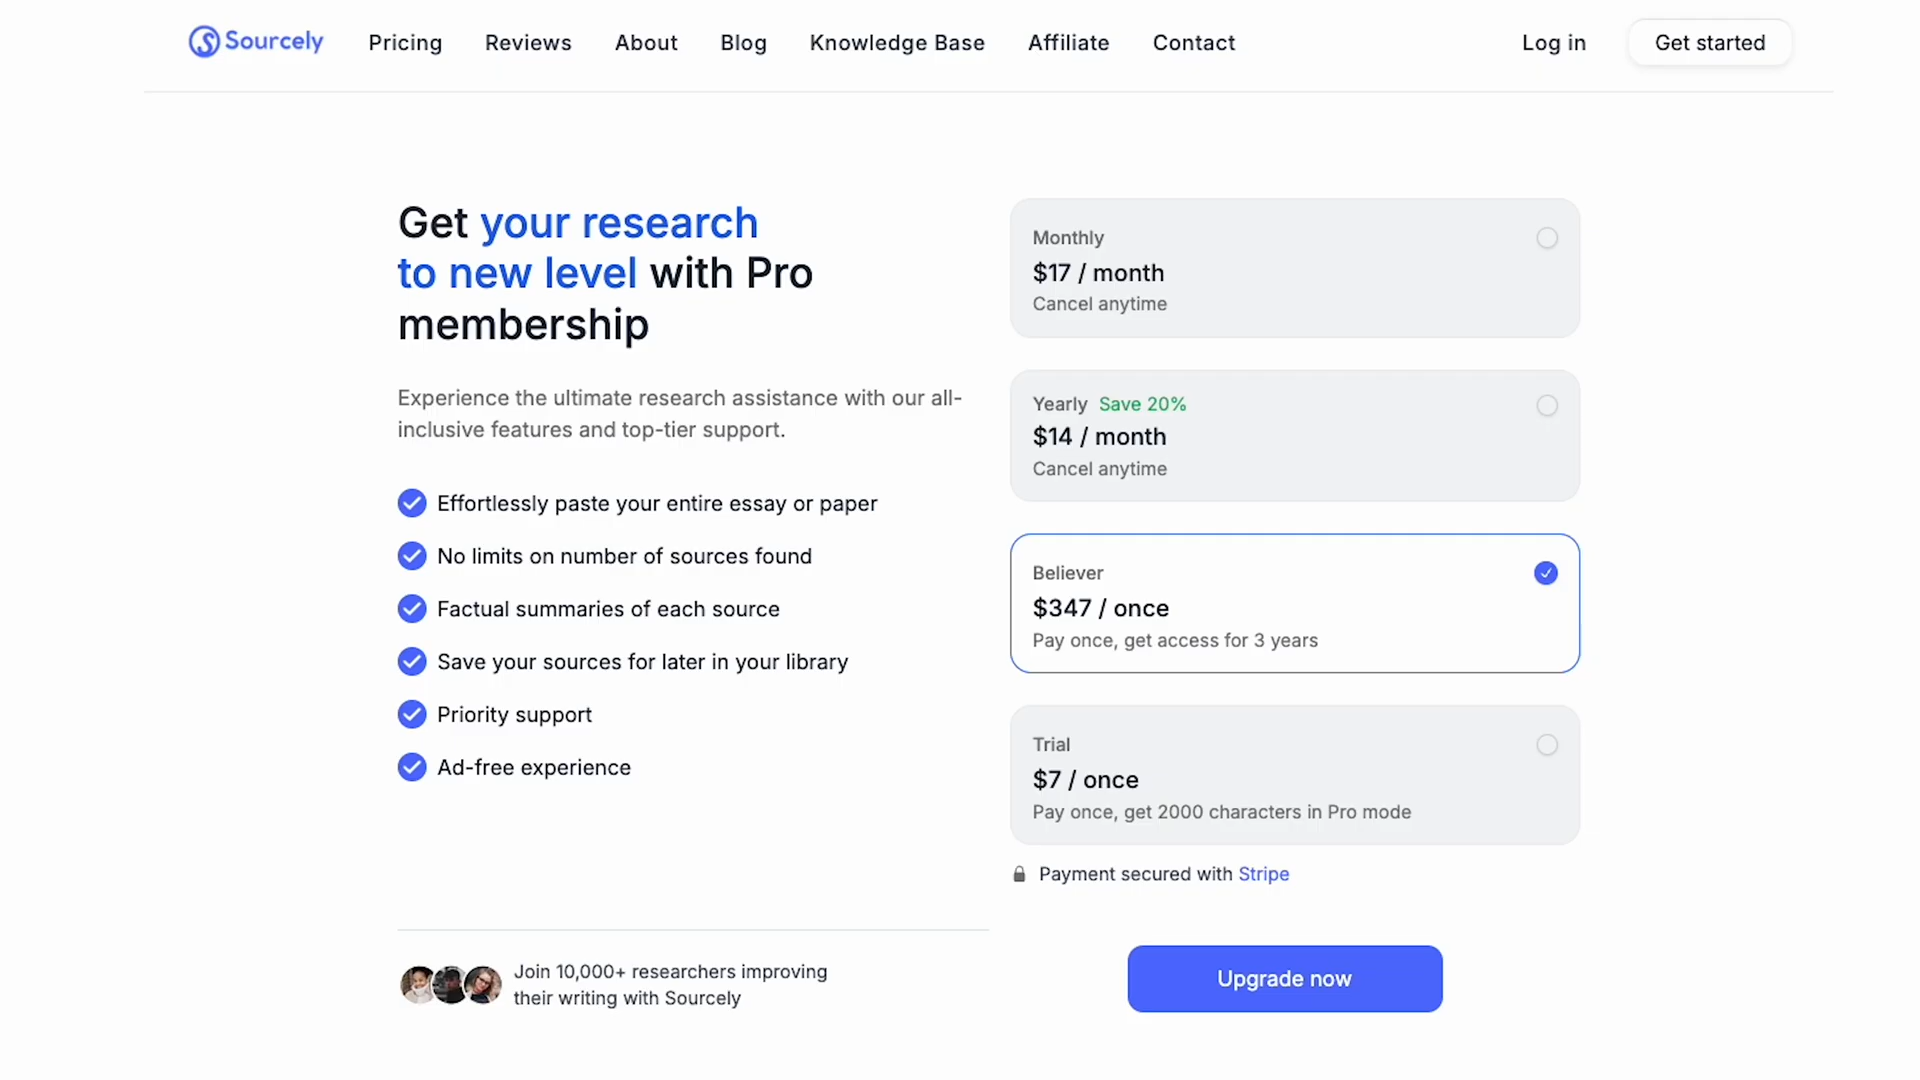 Sourcely
Pricing
Reviews
About
Blog
Knowledge Base
Affiliate
Contact
Log in
Get started
Get your research
to new level with Pro
membership
Experience the ultimate research assistance with our all-
inclusive features and top-tier support.
Effortlessly paste your entire essay or paper
No limits on number of sources found
Factual summaries of each source
Save your sources for later in your library
Priority support
Ad-free experience
Join 10,000+ researchers improving
their writing with Sourcely
Monthly
$17 / month
Cancel anytime
Yearly Save 20%
$14 / month
Cancel anytime
Believer
$347 / once
Pay once, get access for 3 years
Trial
$7 / once
Pay once, get 2000 characters in Pro mode
Payment secured with Stripe
Upgrade now